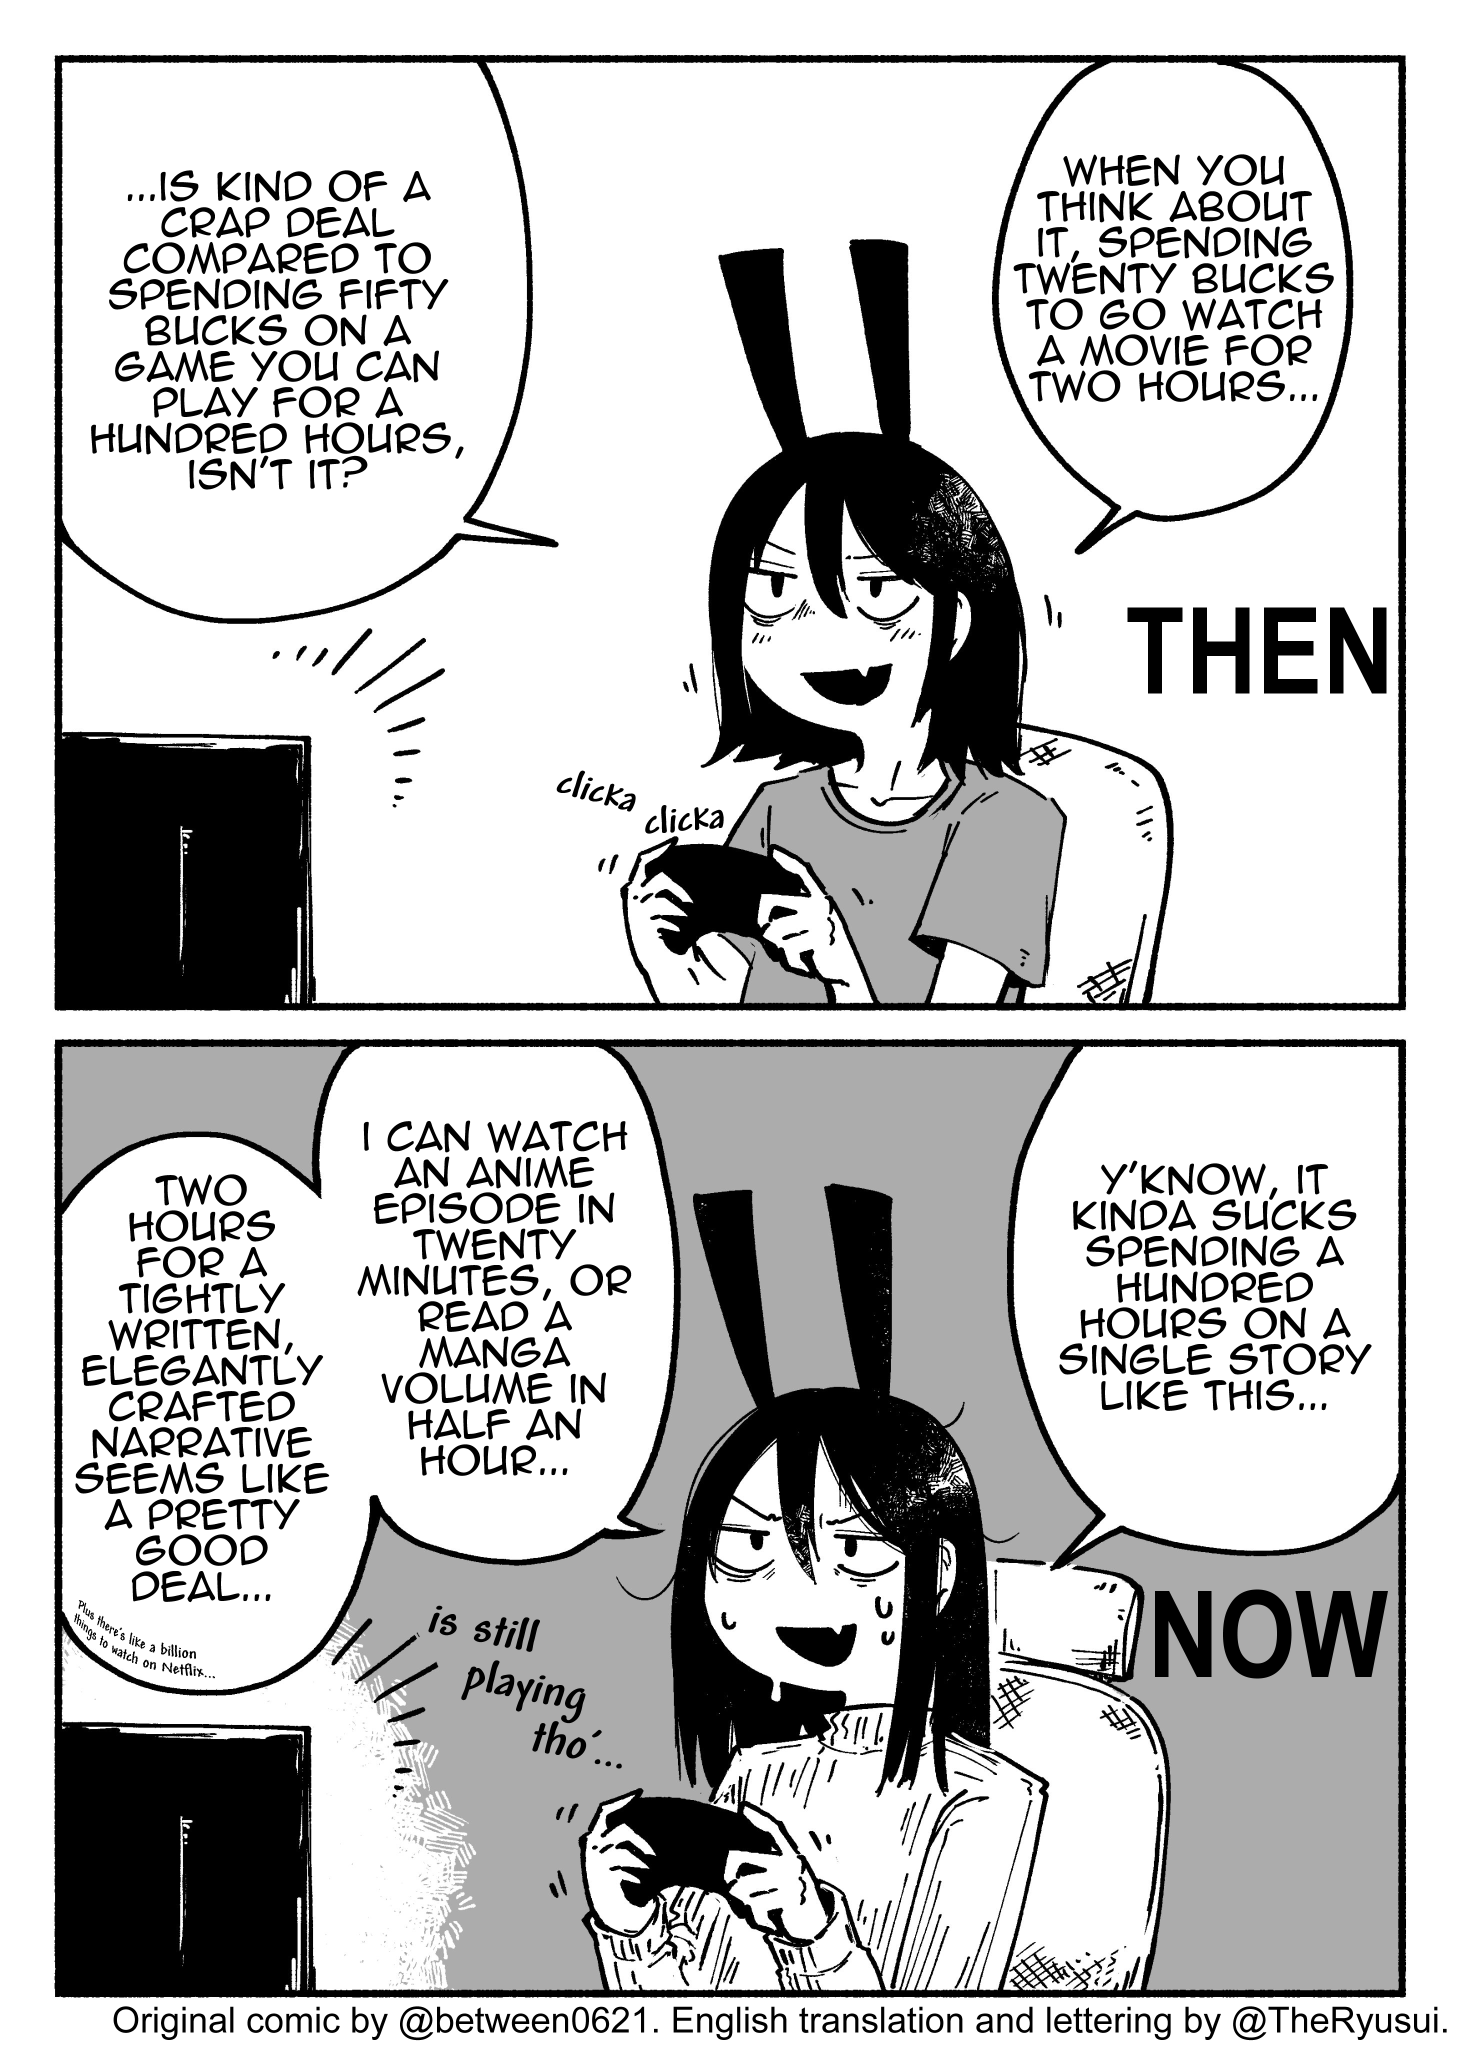 WHEN YOU
THINK ABOUT
IT, SPENDING
TWENTY BUCKS
TO GO WATCH
A MOVIE FOR
TWO HOURS...
...IS KIND OF A
CRAP DEAL
COMPARED TO
SPENDING FIFTY
BUCKS ON A
GAME YOU CAN
PLAY FOR A
HUNDRED HOURS,
ISN'T IT?
THEN
clicka
clicka
Y'KNOW, IT
KINDA SUCKS
SPENDING A
HUNDRED
HOURS ON A
SINGLE STORY
LIKE THIS...
I CAN WATCH
AN ANIME
EPISODE IN
TWENTY
MINUTES, OR
READ A
MANGA
VOLUME IN
HALF AN
HOUR...
TWO
HOURS
FOR A
TIGHTLY
WRITTEN,
ELEGANTLY
CRAFTED
NARRATIVE
SEEMS LIKE
A PRETTY
GOOD
DEAL...
Plus there's like a billion
things to watch on Netflix...
NOW
is still
playing
tho'...
Original comic by @between0621. English translation and lettering by @TheRyusui.